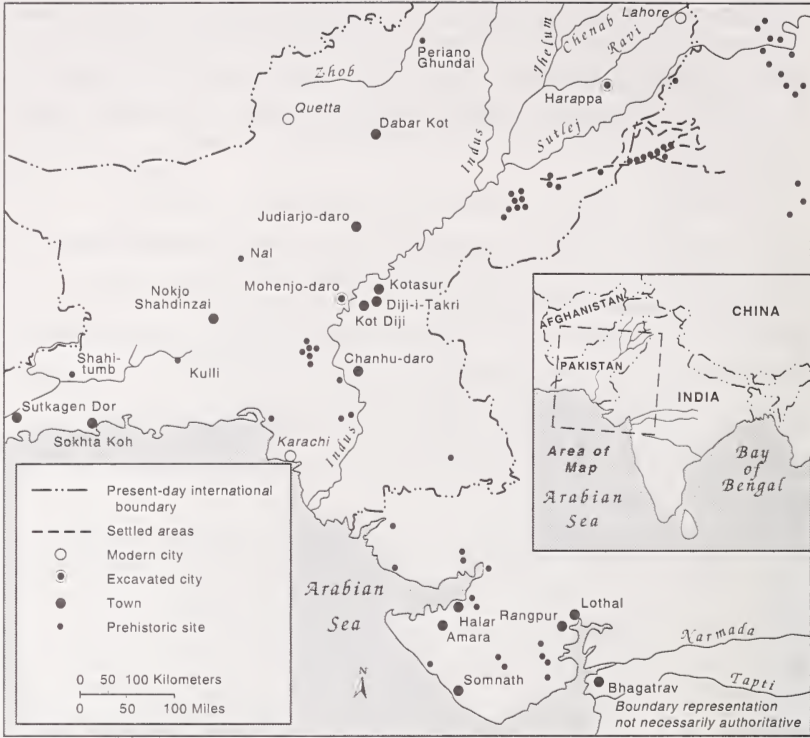 Lahore
Jhelum
Chenab
Ravi
Periano
Ghundai
Zhob
Harappa
Quetta
Dabar Kot
Indus
Sutlej
Judiarjo-daro
Nal
Mohenjo-daro
Kotasur
Diji-i-Takri
Kot Diji
Nokjo
Shahdinzai
Chanhu-daro
Shahi-
tumb
Kulli
Sutkagen Dor
Sokhta Koh
Karachi
Indus
AFGHANISTAN
CHINA
PAKISTAN
INDIA
Area of
Map
Arabian
Sea
Bay
of
Bengal
Present-day international
boundary
Settled areas
Modern city
Excavated city
Town
Prehistoric site
0 50 100 Kilometers
0 50 100 Miles
Arabian
Sea
N
Halar
Amara
Rangpur
Lothal
Somnath
Narmada
Tapti
Bhagatrav
Boundary representation
not necessarily authoritative